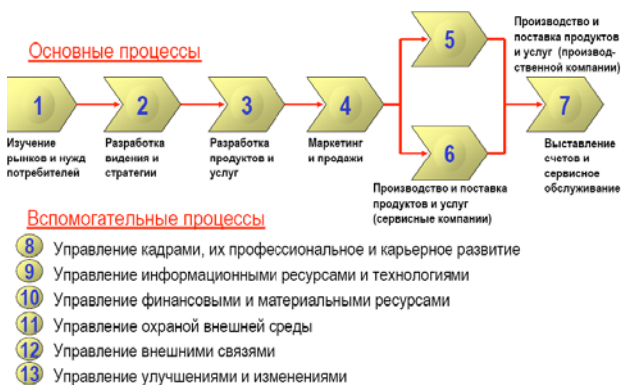 Основные процессы
1
Изучение
рынков и нужд
потребителей
2
Разработка
видения и
стратегии
3
Разработка
продуктов и
услуг
4
Маркетинг
и продажи
5
Производство и
поставка продуктов
и услуг (производ-
ственной компании)
6
Производство и поставка
продуктов и услуг
(сервисные компании)
7
Выставление
счетов и
сервисное
обслуживание
Вспомогательные процессы
8 Управление кадрами, их профессиональное и карьерное развитие
9 Управление информационными ресурсами и технологиями
10 Управление финансовыми и материальными ресурсами
11 Управление охраной внешней среды
12 Управление внешними связями
13 Управление улучшениями и изменениями